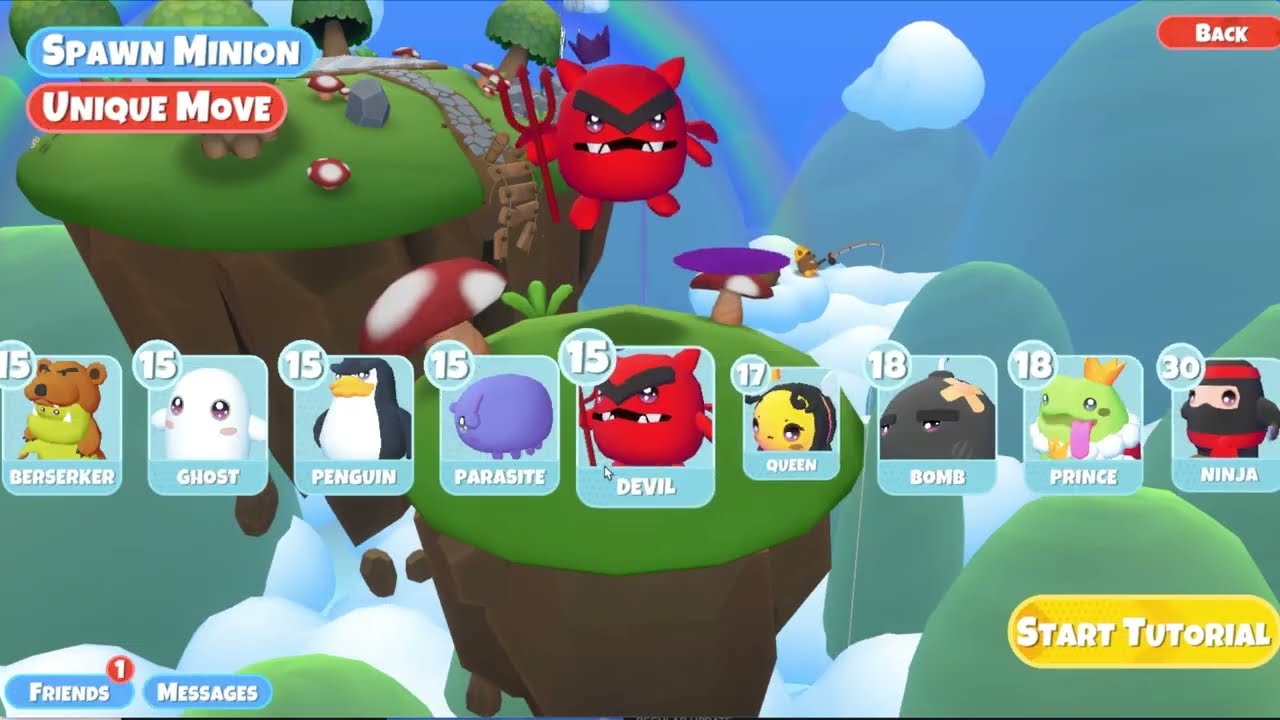 SPAWN MINION
UNIQUE MOVE
BACK
15
BERSERKER
15
GHOST
15
PENGUIN
15
PARASITE
15
DEVIL
17
QUEEN
18
BOMB
18
PRINCE
30
NINJA
START TUTORIAL
FRIENDS
1
MESSAGES